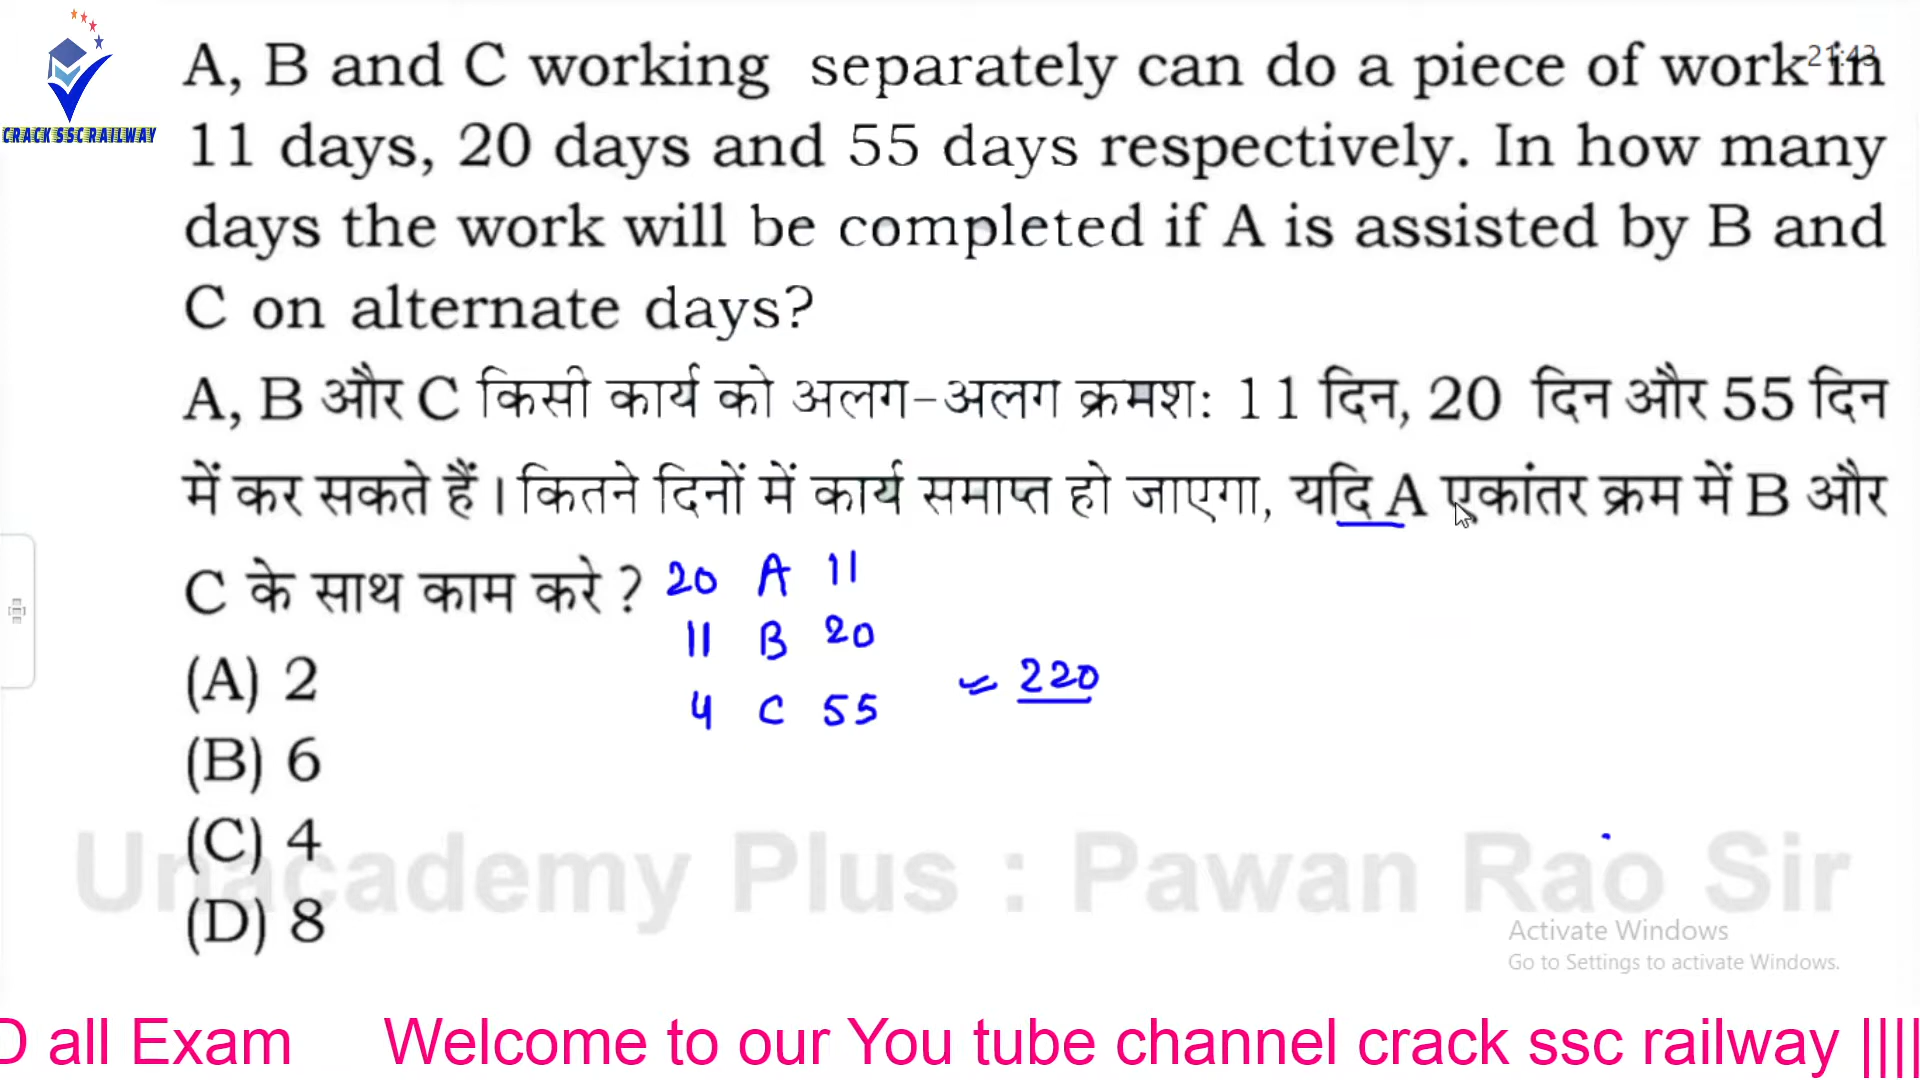 21:43
A, B and C working separately can do a piece of work in
CRACK SSC RAILWAY
11 days, 20 days and 55 days respectively. In how many
days the work will be completed if A is assisted by B and
C on alternate days?
A, B और C किसी कार्य को अलग-अलग क्रमश: 11 दिन, 20 दिन और 55 दिन
में कर सकते हैं। कितने दिनों में कार्य समाप्त हो जाएगा, यदि A एकांतर क्रम में B और
C के साथ काम करे ?
20 A 11
11 B 20
4 C 55
= 220
(A) 2
(B) 6
(C) 4
(D) 8
Unacademy Plus : Pawan Rao Sir
Activate Windows
Go to Settings to activate Windows.
D all Exam Welcome to our You tube channel crack ssc railway ||||